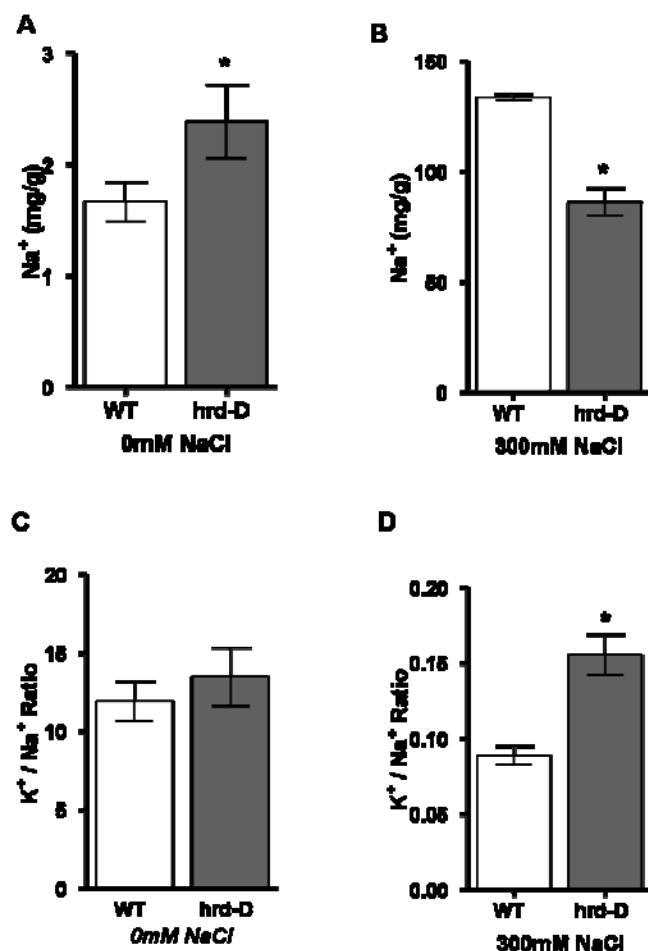 A
Na⁺ (mg/g)
3
2
1
0
*
WT hrd-D
0mM NaCl
B
Na⁺ (mg/g)
150
100
50
0
*
WT hrd-D
300mM NaCl
C
K⁺ / Na⁺ Ratio
20
15
10
5
0
WT hrd-D
0mM NaCl
D
K⁺ / Na⁺ Ratio
0.20
0.15
0.10
0.05
0.00
*
WT hrd-D
300mM NaCl